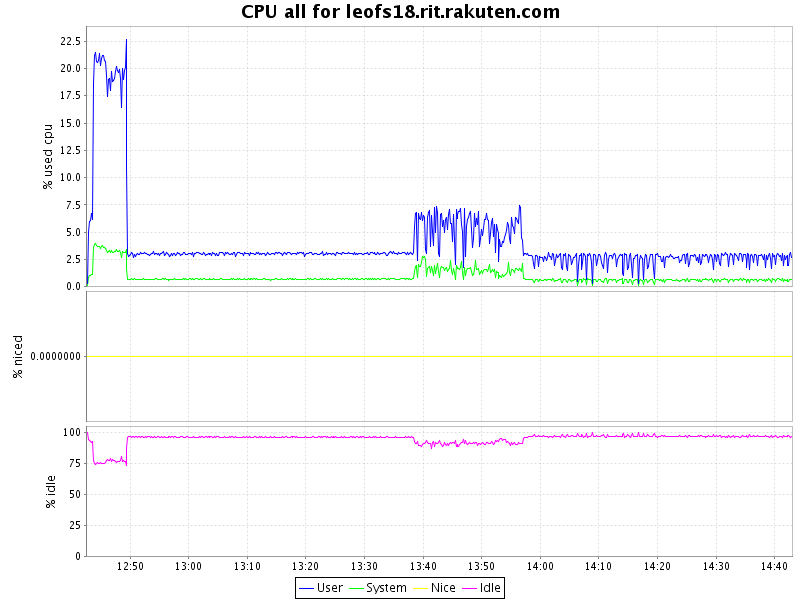 CPU all for leofs18.rit.rakuten.com
% used cpu
22.5
20.0
17.5
15.0
12.5
10.0
7.5
5.0
2.5
0.0
% niced
0.0000000
% idle
100
75
50
25
0
12:50 13:00 13:10 13:20 13:30 13:40 13:50 14:00 14:10 14:20 14:30 14:40
User System Nice Idle